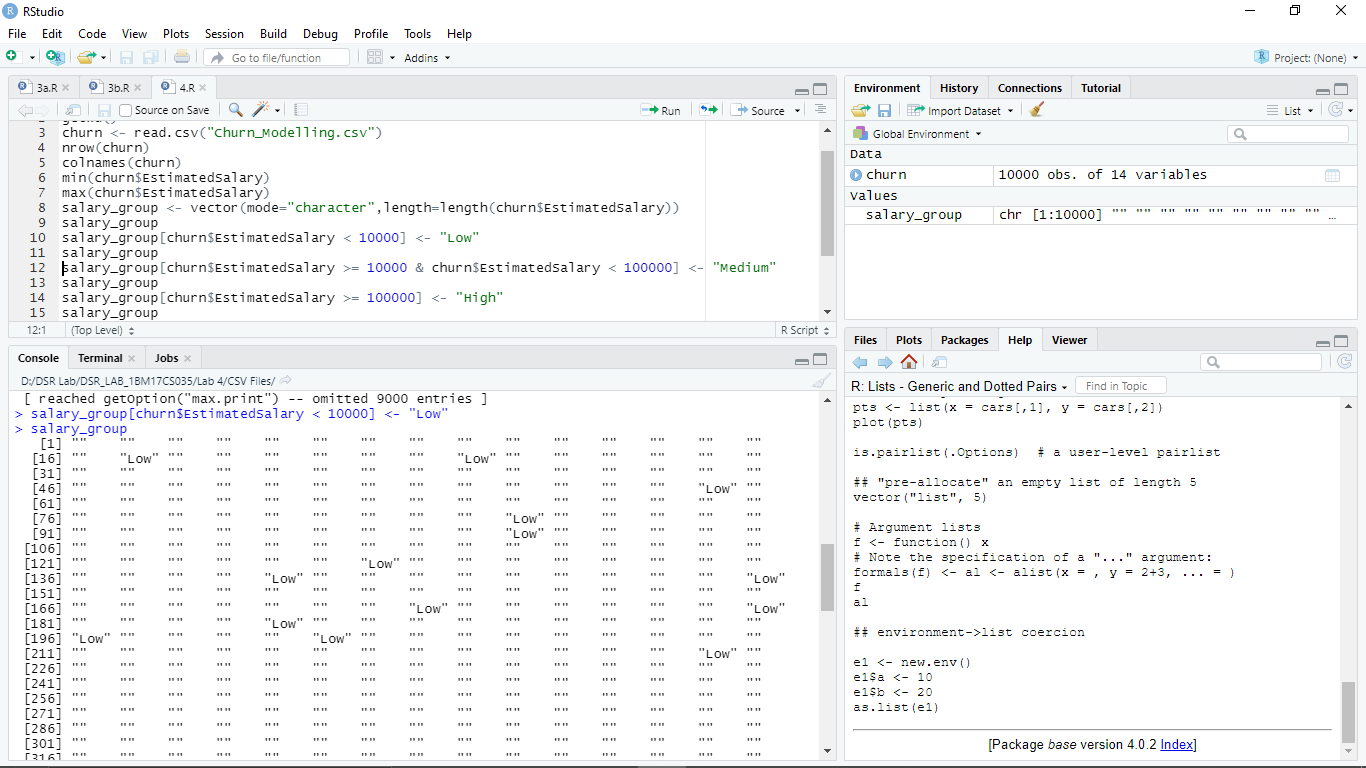 RStudio
File Edit Code View Plots Session Build Debug Profile Tools Help
Go to file/function Addins Project: (None)
3a.R 3b.R 4.R
Source on Save Run Source
3 churn <- read.csv("Churn_Modelling.csv")
4 nrow(churn)
5 colnames(churn)
6 min(churn$EstimatedSalary)
7 max(churn$EstimatedSalary)
8 salary_group <- vector(mode="character",length=length(churn$EstimatedSalary))
9 salary_group
10 salary_group[churn$EstimatedSalary < 10000] <- "Low"
11 salary_group
12 salary_group[churn$EstimatedSalary >= 10000 & churn$EstimatedSalary < 100000] <- "Medium"
13 salary_group
14 salary_group[churn$EstimatedSalary >= 100000] <- "High"
15 salary_group
12:1 (Top Level) R Script
Console Terminal Jobs
D:/DSR Lab/DSR_LAB_1BM17CS035/Lab 4/CSV Files/
[ reached getOption("max.print") -- omitted 9000 entries ]
> salary_group[churn$EstimatedSalary < 10000] <- "Low"
> salary_group
[1] "" "" "" "" "" "" "" "" "" "" "" "" "" "" ""
[16] "" "Low" "" "" "" "" "" "" "Low" "" "" "" "" "" ""
[31] "" "" "" "" "" "" "" "" "" "" "" "" "" "" ""
[46] "" "" "" "" "" "" "" "" "" "" "" "" "" "Low" ""
[61] "" "" "" "" "" "" "" "" "" "" "" "" "" "" ""
[76] "" "" "" "" "" "" "" "" "" "Low" "" "" "" "" ""
[91] "" "" "" "" "" "" "" "" "" "Low" "" "" "" "" ""
[106] "" "" "" "" "" "" "" "" "" "" "" "" "" "" ""
[121] "" "" "" "" "" "" "Low" "" "" "" "" "" "" "" ""
[136] "" "" "" "" "Low" "" "" "" "" "" "" "" "" "" "Low"
[151] "" "" "" "" "" "" "" "" "" "" "" "" "" "" ""
[166] "" "" "" "" "" "" "" "Low" "" "" "" "" "" "" "Low"
[181] "" "" "" "" "Low" "" "" "" "" "" "" "" "" "" ""
[196] "Low" "" "" "" "" "Low" "" "" "" "" "" "" "" "" ""
[211] "" "" "" "" "" "" "" "" "" "" "" "" "" "Low" ""
[226] "" "" "" "" "" "" "" "" "" "" "" "" "" "" ""
[241] "" "" "" "" "" "" "" "" "" "" "" "" "" "" ""
[256] "" "" "" "" "" "" "" "" "" "" "" "" "" "" ""
[271] "" "" "" "" "" "" "" "" "" "" "" "" "" "" ""
[286] "" "" "" "" "" "" "" "" "" "" "" "" "" "" ""
[301] "" "" "" "" "" "" "" "" "" "" "" "" "" "" ""
[316] "" "" "" "" "" "" "" "" "" "" "" "" "" "" ""
Environment History Connections Tutorial
Import Dataset List
Global Environment
Data
churn 10000 obs. of 14 variables
Values
salary_group chr [1:10000] "" "" "" "" "" "" "" "" "" ...
Files Plots Packages Help Viewer
R: Lists - Generic and Dotted Pairs Find in Topic
pts <- list(x = cars[,1], y = cars[,2])
plot(pts)
is.pairlist(.Options) # a user-level pairlist
## "pre-allocate" an empty list of length 5
vector("list", 5)
# Argument lists
f <- function() x
# Note the specification of a "..." argument:
formals(f) <- al <- alist(x = , y = 2+3, ... = )
f
al
## environment->list coercion
e1 <- new.env()
e1$a <- 10
e1$b <- 20
as.list(e1)
[Package base version 4.0.2 Index]